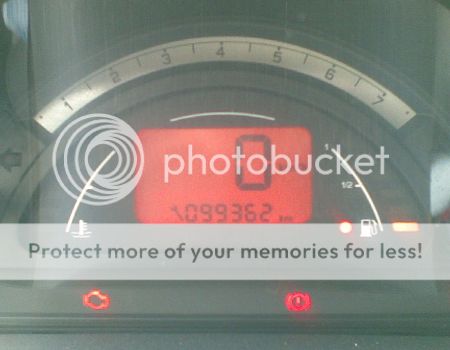 1 2 3 4 5 6 7
photobucket
0
1
1/2
099362 km
Protect more of your memories for less!